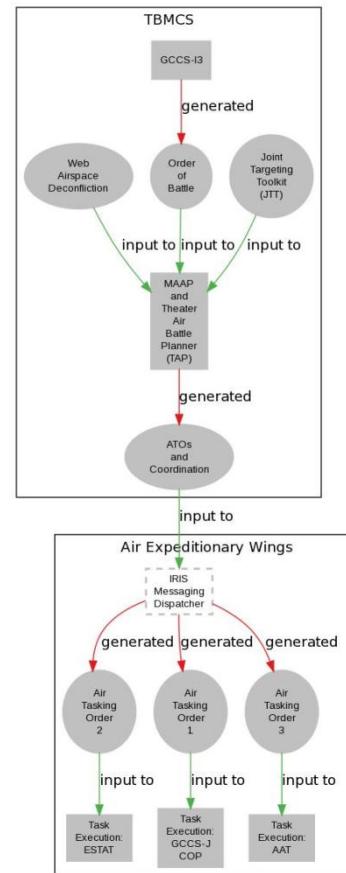 TBMCS
GCCS-I3
generated
Web
Airspace
Deconfliction
Order
of
Battle
Joint
Targeting
Toolkit
(JTT)
input to
input to
input to
MAAP
and
Theater
Air
Battle
Planner
(TAP)
generated
ATOs
and
Coordination
input to
Air Expeditionary Wings
IRIS
Messaging
Dispatcher
generated
generated
generated
Air
Tasking
Order
2
Air
Tasking
Order
1
Air
Tasking
Order
3
input to
input to
input to
Task
Execution:
ESTAT
Task
Execution:
GCCS-J
COP
Task
Execution:
AAT